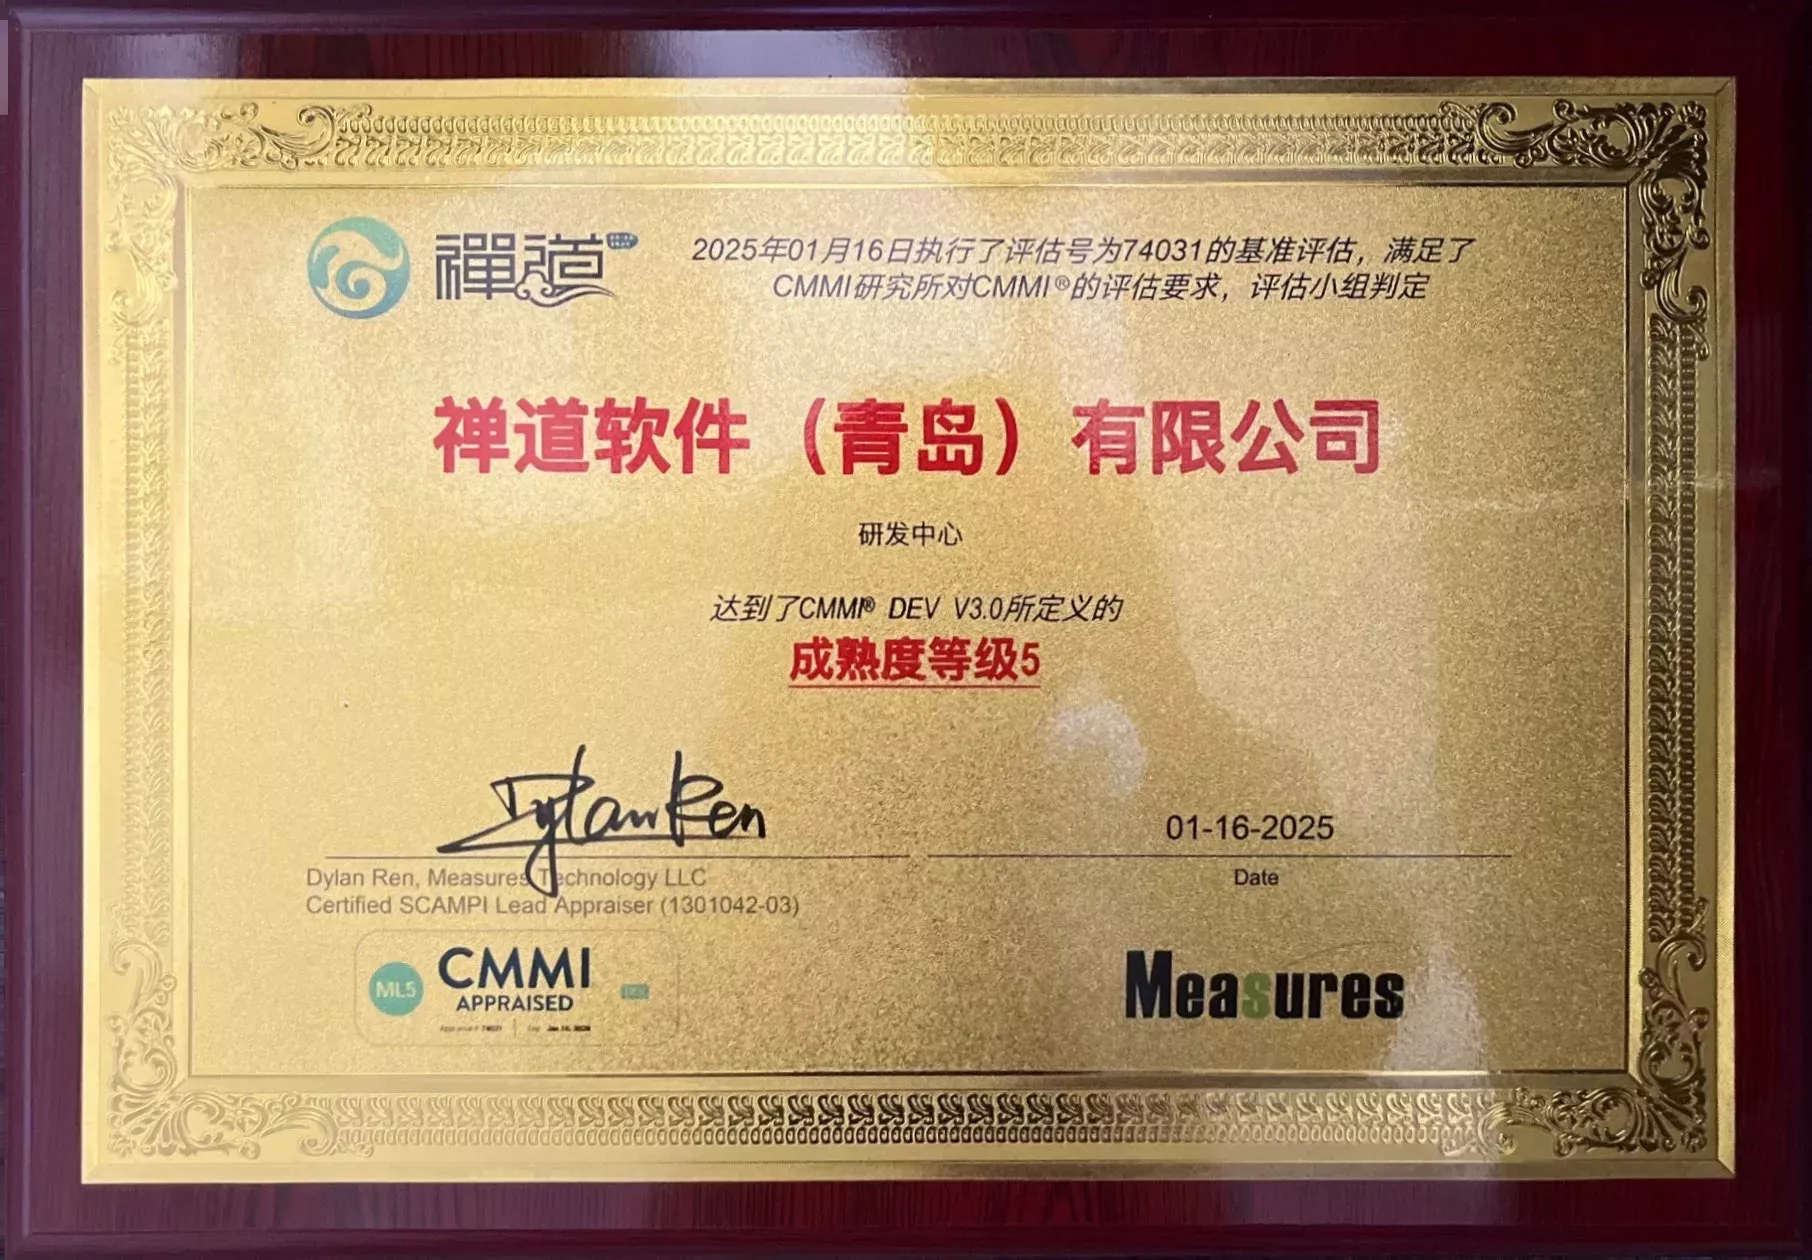 禪道
2025年01月16日执行了评估号为74031的基准评估，满足了
CMMI研究所对CMMI®的评估要求，评估小组判定
禅道软件（青岛）有限公司
研发中心
达到了CMMI® DEV V3.0所定义的
成熟度等级5
Dylan Ren
01-16-2025
Dylan Ren, Measures Technology LLC
Date
Certified SCAMPI Lead Appraiser (1301042-03)
ML5
CMMI
APPRAISED
Measures